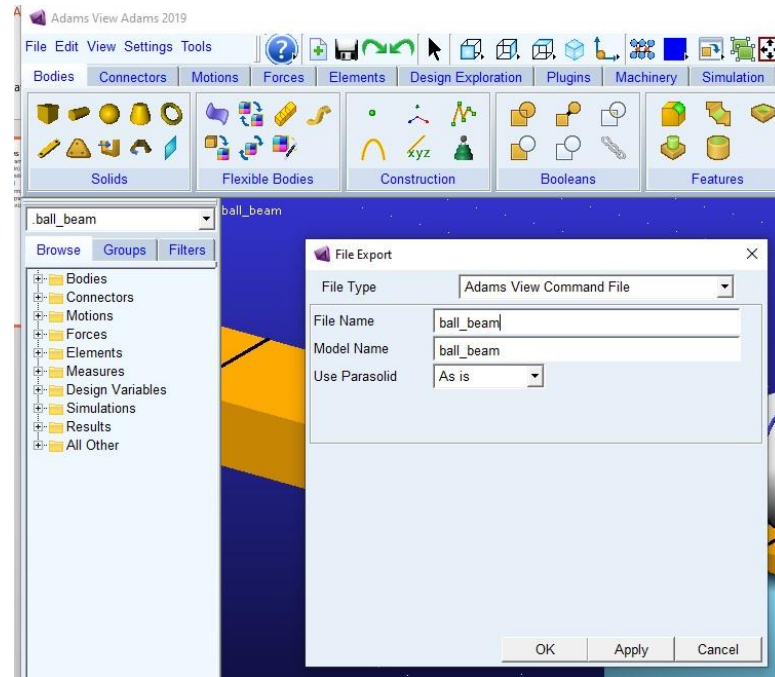 Adams View Adams 2019
File Edit View Settings Tools
Bodies Connectors Motions Forces Elements Design Exploration Plugins Machinery Simulation
xyz
Solids Flexible Bodies Construction Booleans Features
.ball_beam
ball_beam
Browse Groups Filters
Bodies
Connectors
Motions
Forces
Elements
Measures
Design Variables
Simulations
Results
All Other
File Export
File Type Adams View Command File
File Name ball_beam
Model Name ball_beam
Use Parasolid As is
OK Apply Cancel